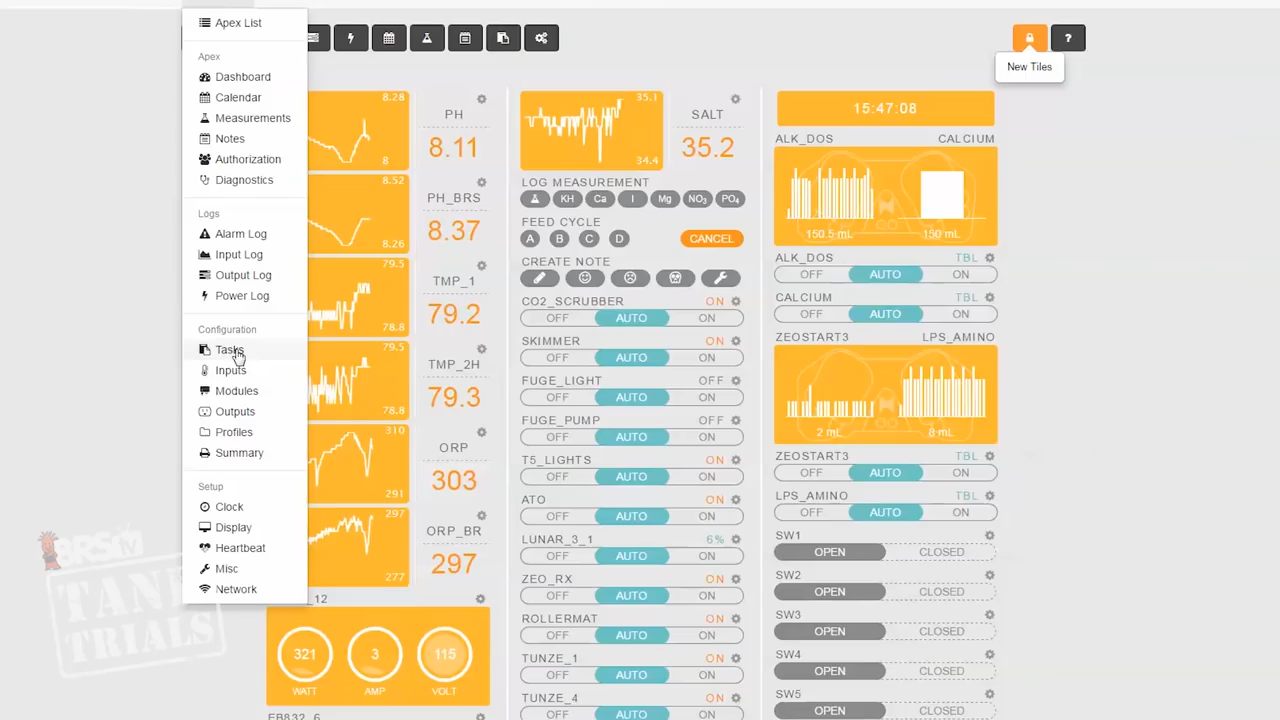 Apex List
Apex
Dashboard
Calendar
Measurements
Notes
Authorization
Diagnostics
Logs
Alarm Log
Input Log
Output Log
Power Log
Configuration
Tasks
Inputs
Modules
Outputs
Profiles
Summary
Setup
Clock
Display
Heartbeat
Misc
Network
?
New Tiles
8.28
8
PH
8.11
8.52
8.26
PH_BRS
8.37
79.5
78.8
TMP_1
79.2
79.5
78.8
TMP_2H
79.3
310
291
ORP
303
297
277
ORP_BR
297
_12
321
WATT
3
AMP
115
VOLT
EB832_6
35.1
34.4
SALT
35.2
LOG MEASUREMENT
KH Ca I Mg NO3 PO4
FEED CYCLE
A B C D CANCEL
CREATE NOTE
CO2_SCRUBBER ON
OFF AUTO ON
SKIMMER ON
OFF AUTO ON
FUGE_LIGHT OFF
OFF AUTO ON
FUGE_PUMP OFF
OFF AUTO ON
T5_LIGHTS ON
OFF AUTO ON
ATO ON
OFF AUTO ON
LUNAR_3_1 6%
OFF AUTO ON
ZEO_RX ON
OFF AUTO ON
ROLLERMAT ON
OFF AUTO ON
TUNZE_1 ON
OFF AUTO ON
TUNZE_4 ON
OFF AUTO ON
15:47:08
ALK_DOS CALCIUM
150.5 mL 150 mL
ALK_DOS TBL
OFF AUTO ON
CALCIUM TBL
OFF AUTO ON
ZEOSTART3 LPS_AMINO
2 mL 8 mL
ZEOSTART3 TBL
OFF AUTO ON
LPS_AMINO TBL
OFF AUTO ON
SW1
OPEN CLOSED
SW2
OPEN CLOSED
SW3
OPEN CLOSED
SW4
OPEN CLOSED
SW5
OPEN CLOSED
BRSTV
TANK
TRIALS